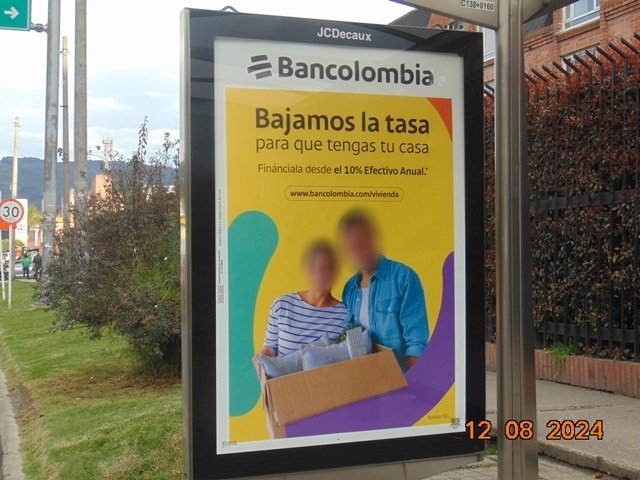 C138+0160
JCDecaux
Bancolombia
Bajamos la tasa
para que tengas tu casa
Finánciala desde el 10% Efectivo Anual.*
www.bancolombia.com/vivienda
30
12 08 2024